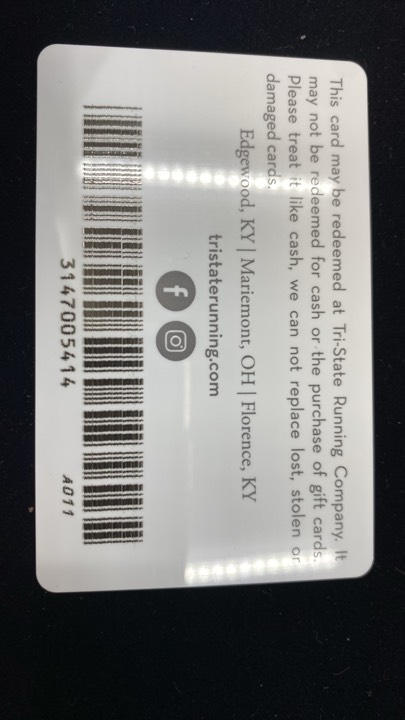 This card may be redeemed at Tri-State Running Company. It
may not be redeemed for cash or the purchase of gift cards.
Please treat it like cash, we can not replace lost, stolen or
damaged cards.
Edgewood, KY | Mariemont, OH | Florence, KY
tristaterunning.com
f
3147005414 A011